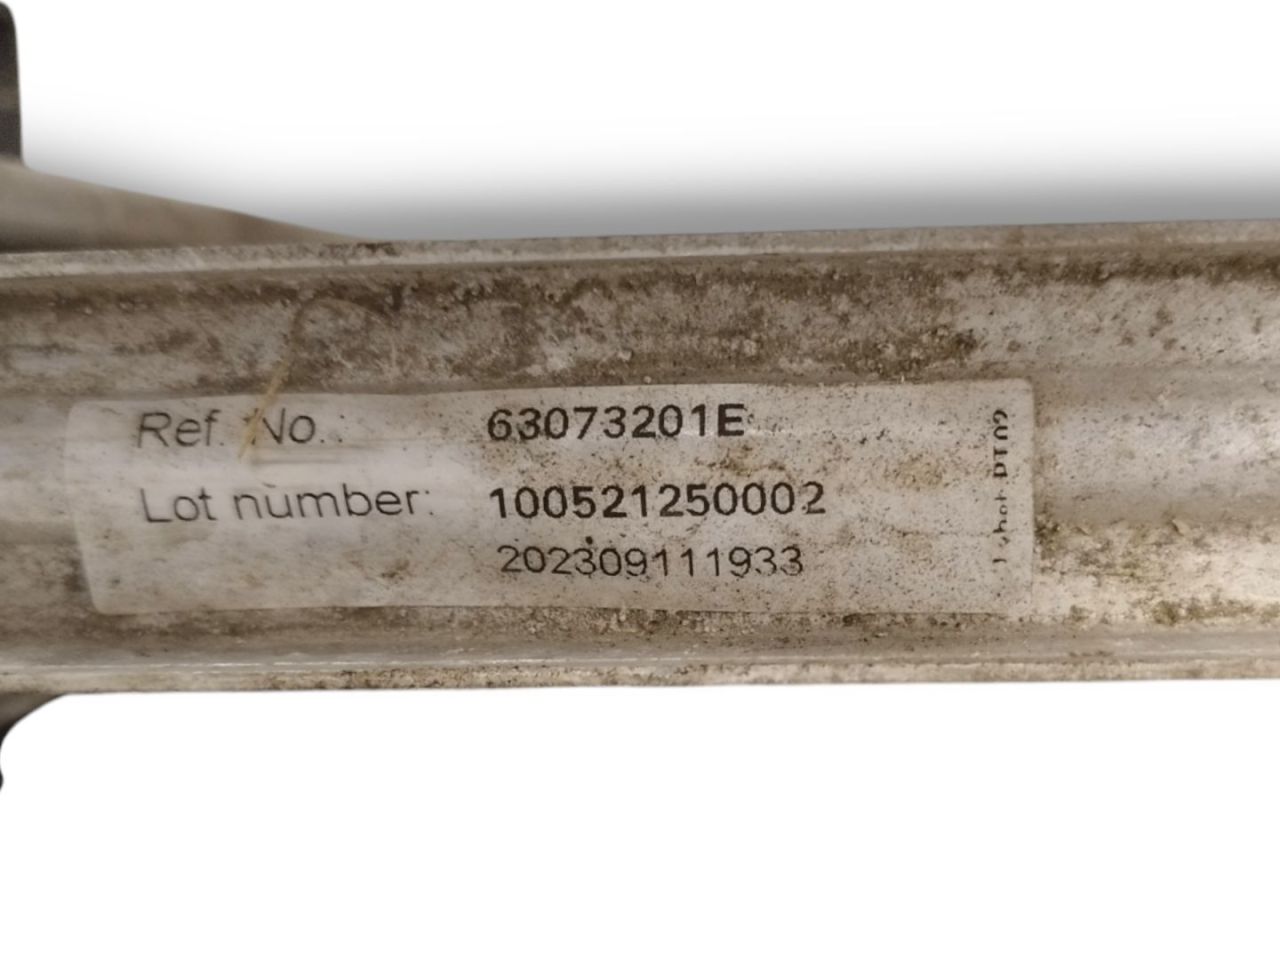 Ref. No.: 63073201E
Lot number: 100521250002
202309111933